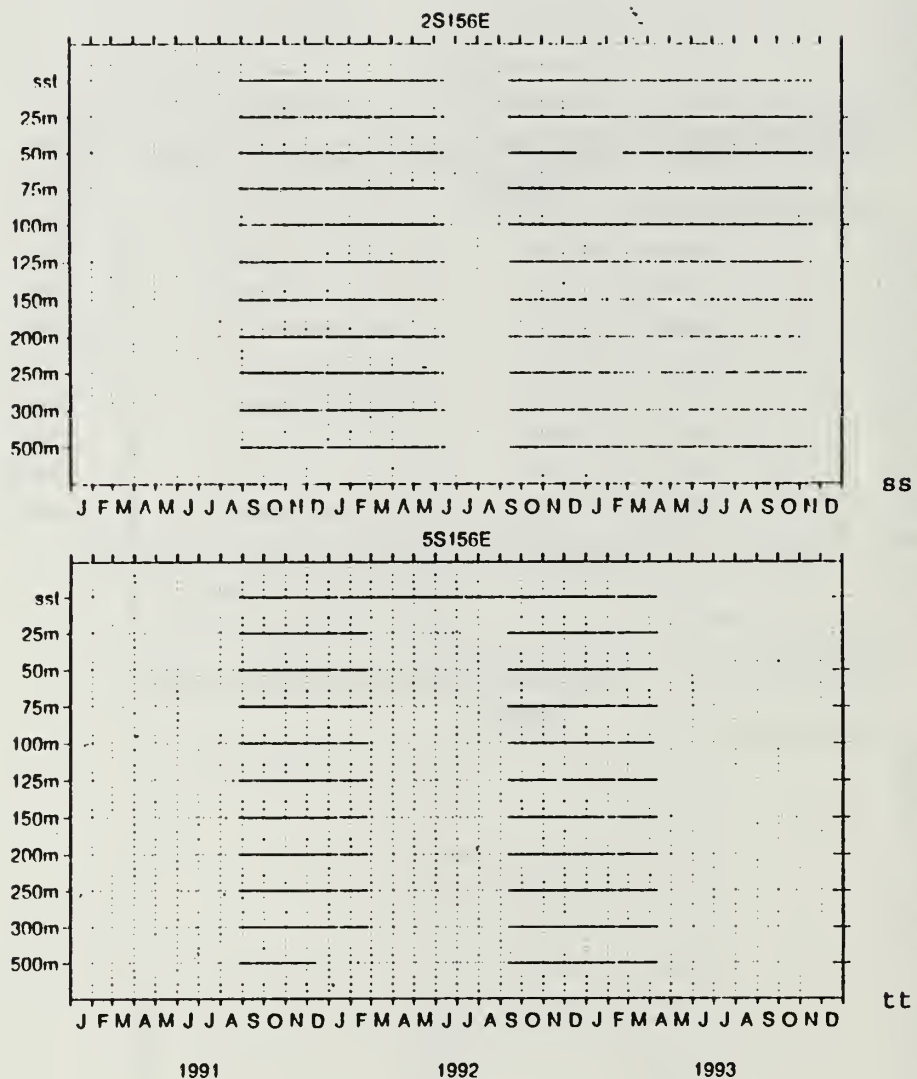 2S156E
sst
25m
50m
75m
100m
125m
150m
200m
250m
300m
500m
J F M A M J J A S O N D J F M A M J J A S O N D J F M A M J J A S O N D
ss
5S156E
sst
25m
50m
75m
100m
125m
150m
200m
250m
300m
500m
J F M A M J J A S O N D J F M A M J J A S O N D J F M A M J J A S O N D
tt
1991 1992 1993